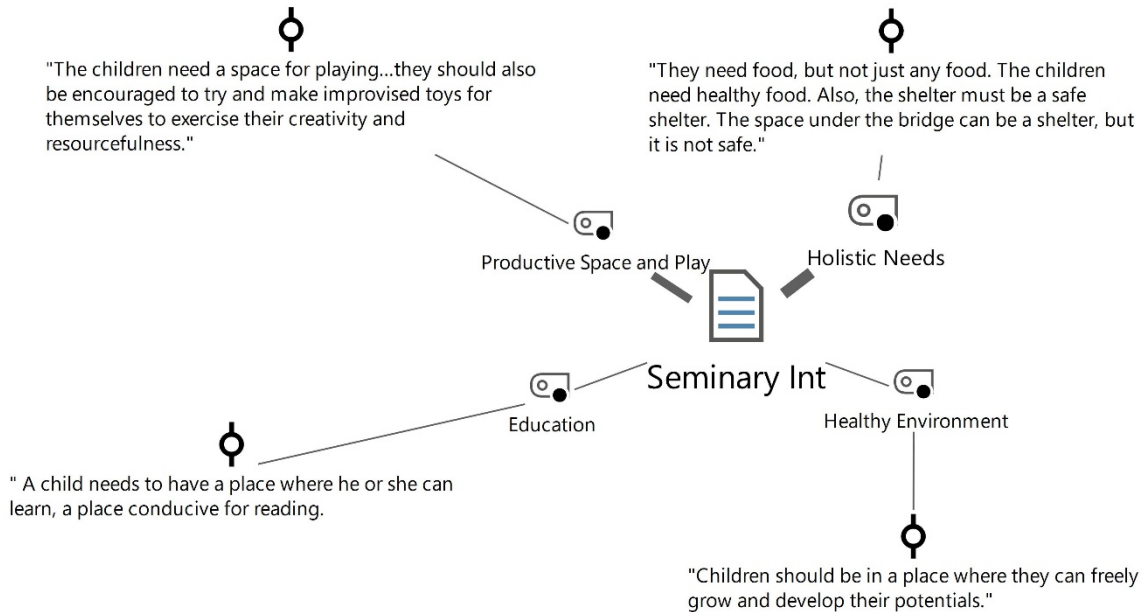 "The children need a space for playing...they should also
be encouraged to try and make improvised toys for
themselves to exercise their creativity and
resourcefulness."
"They need food, but not just any food. The children
need healthy food. Also, the shelter must be a safe
shelter. The space under the bridge can be a shelter, but
it is not safe."
Productive Space and Play
Holistic Needs
Seminary Int
Education
Healthy Environment
" A child needs to have a place where he or she can
learn, a place conducive for reading.
"Children should be in a place where they can freely
grow and develop their potentials."